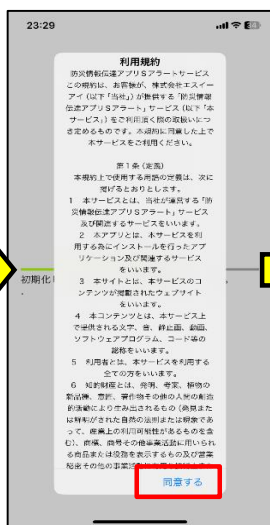 23:29
利用規約
防災情報伝達アプリSアラートサービス
この規約は、お客様が、株式会社エスイー
アイ(以下「当社」)が提供する「防災情報
伝達アプリSアラート」サービス(以下「本
サービス」)をご利用頂く際の取扱いにつ
き定めるものです。本規約に同意した上で
本サービスをご利用ください。
第1条(定義)
本規約上で使用する用語の定義は、次に
掲げるとおりとします。
1 本サービスとは、当社が運営する「防
災情報伝達アプリSアラート」サービス
及び関連するサービスをいいます。
2 本アプリとは、本サービスを利
用する為にインストールを行ったアプ
リケーション及び関連するサービス
をいいます。
3 本サイトとは、本サービスのコ
ンテンツが掲載されたウェブサイト
をいいます。
初期化
4 本コンテンツとは、本サービス上
で提供される文字、音、静止画、動画、
ソフトウェアプログラム、コード等の
総称をいいます。
5 利用者とは、本サービスを利用する
全ての方をいいます。
6 知的財産とは、発明、考案、植物の
新品種、意匠、著作物その他の人間の創造
的活動により生み出されるもの(発見また
は解明がされた自然の法則または現象であ
って、産業上の利用可能性があるものを含
む)、商標、商号その他事業活動に用いられ
る商品または役務を表示するもの及び営業
秘密その他の事業活動に
同意する